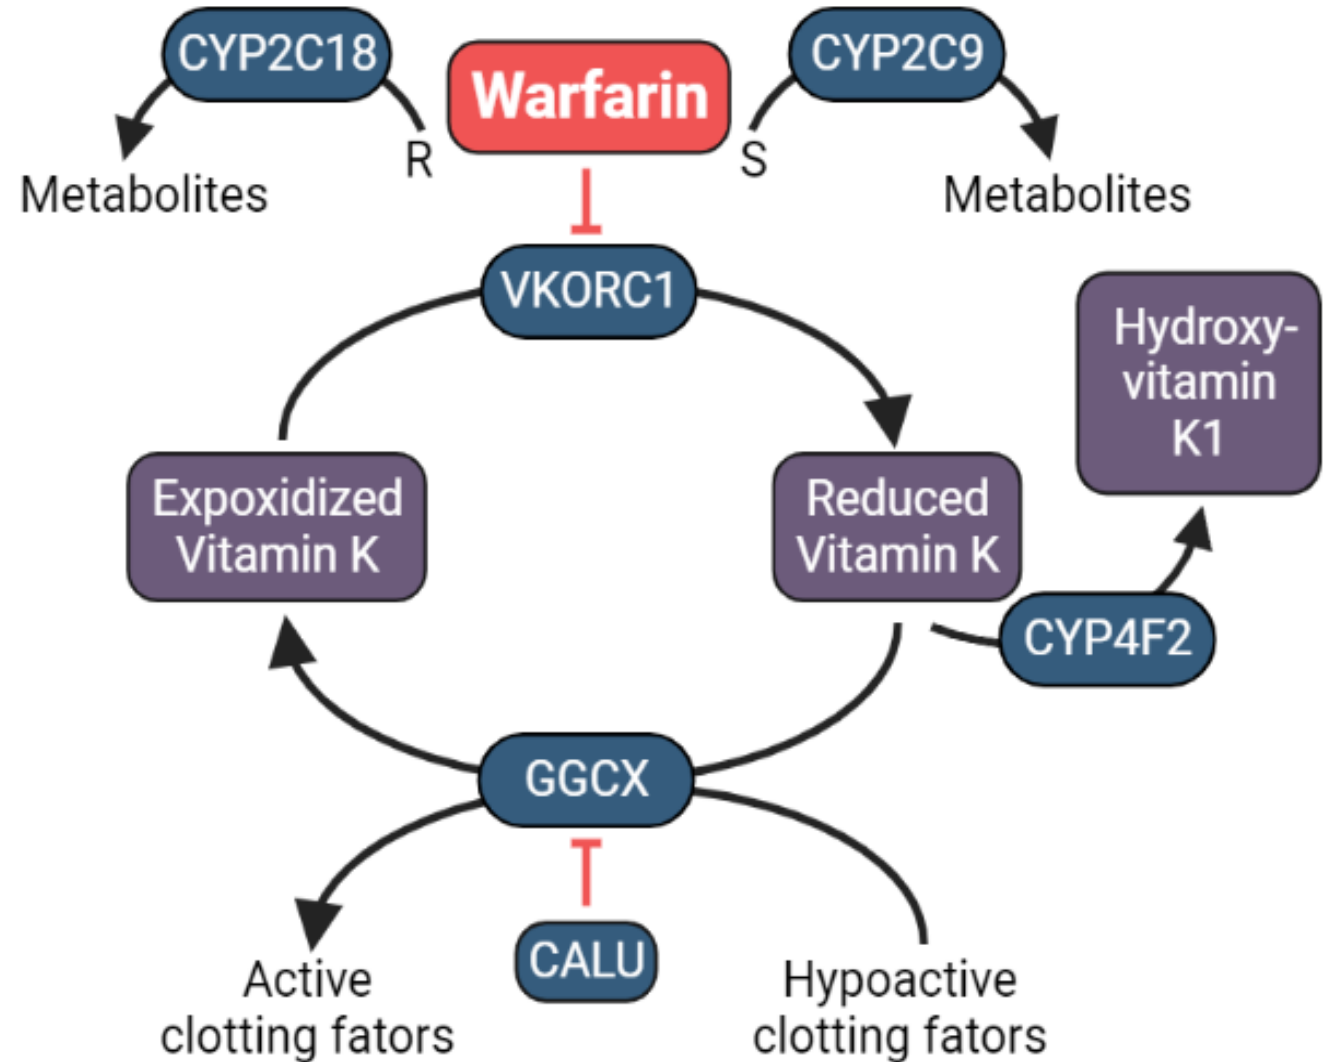 CYP2C18
Warfarin
CYP2C9
R
S
Metabolites
Metabolites
VKORC1
Hydroxy-
vitamin
K1
Expoxidized
Vitamin K
Reduced
Vitamin K
CYP4F2
GGCX
CALU
Active
clotting fators
Hypoactive
clotting fators